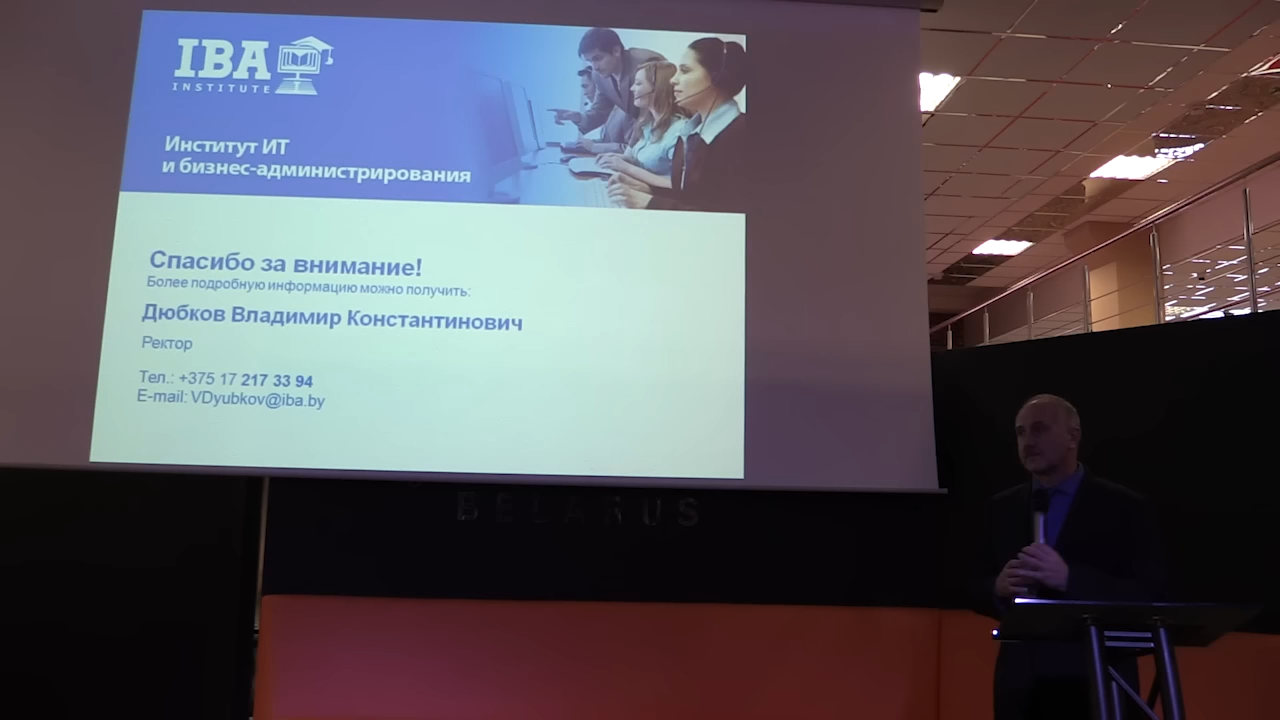 IBA
INSTITUTE
Институт ИТ
и бизнес-администрирования
Спасибо за внимание!
Более подробную информацию можно получить:
Дюбков Владимир Константинович
Ректор
Тел.: +375 17 217 33 94
E-mail: VDyubkov@iba.by
BELARUS